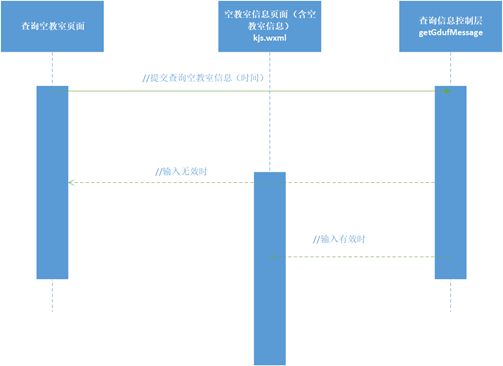 查询空教室页面
空教室信息页面（含空
教室信息）
kjs.wxml
查询信息控制层
getGdufMessage
//提交查询空教室信息（时间）
//输入无效时
//输入有效时